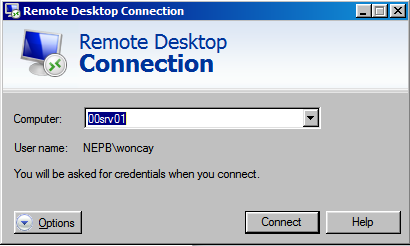 Remote Desktop Connection
Remote Desktop
Connection
Computer: 00srv01
User name: NEPB\woncay
You will be asked for credentials when you connect.
Options Connect Help